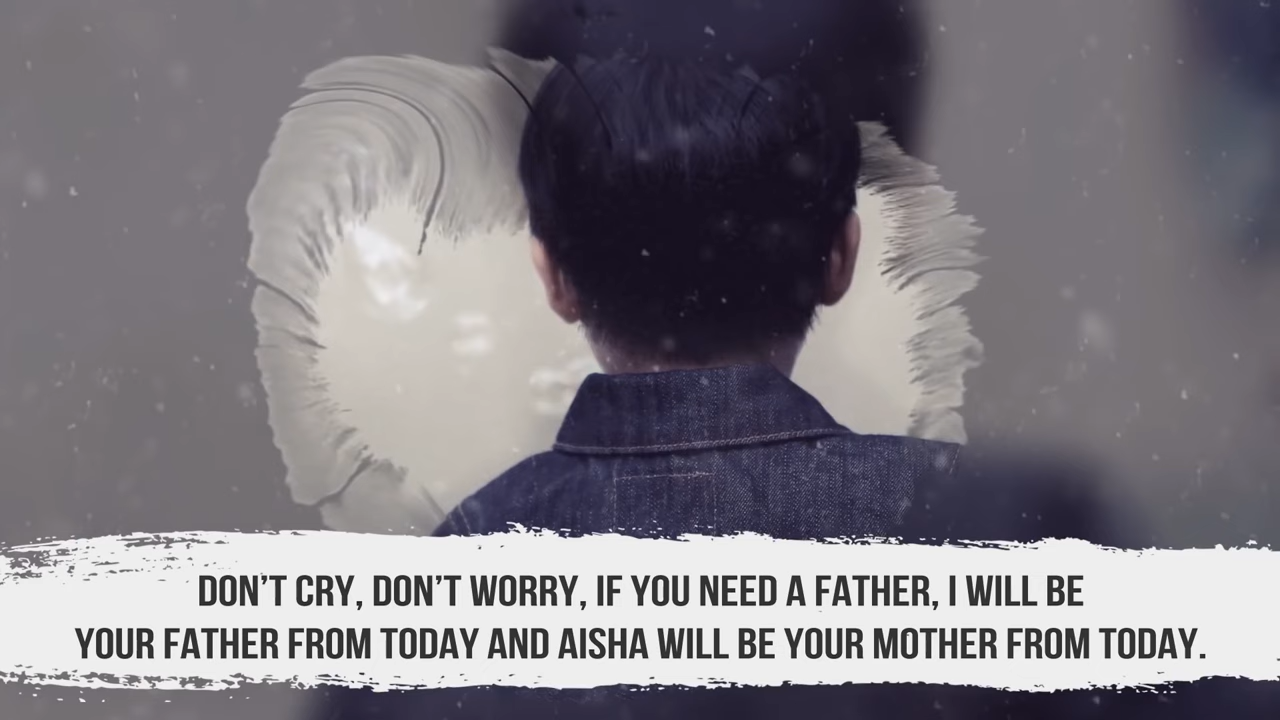 DON'T CRY, DON'T WORRY, IF YOU NEED A FATHER, I WILL BE
YOUR FATHER FROM TODAY AND AISHA WILL BE YOUR MOTHER FROM TODAY.